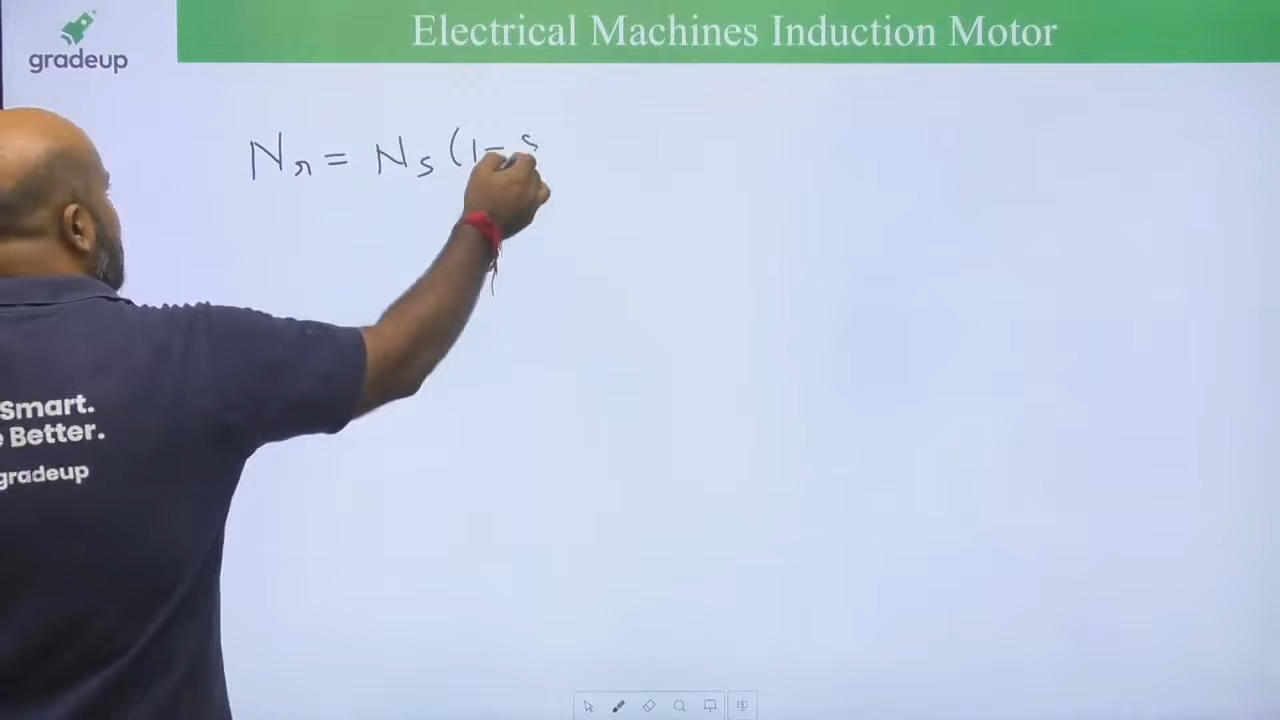 Electrical Machines Induction Motor
gradeup
Nr = Ns (1-s
Smart.
Better.
gradeup